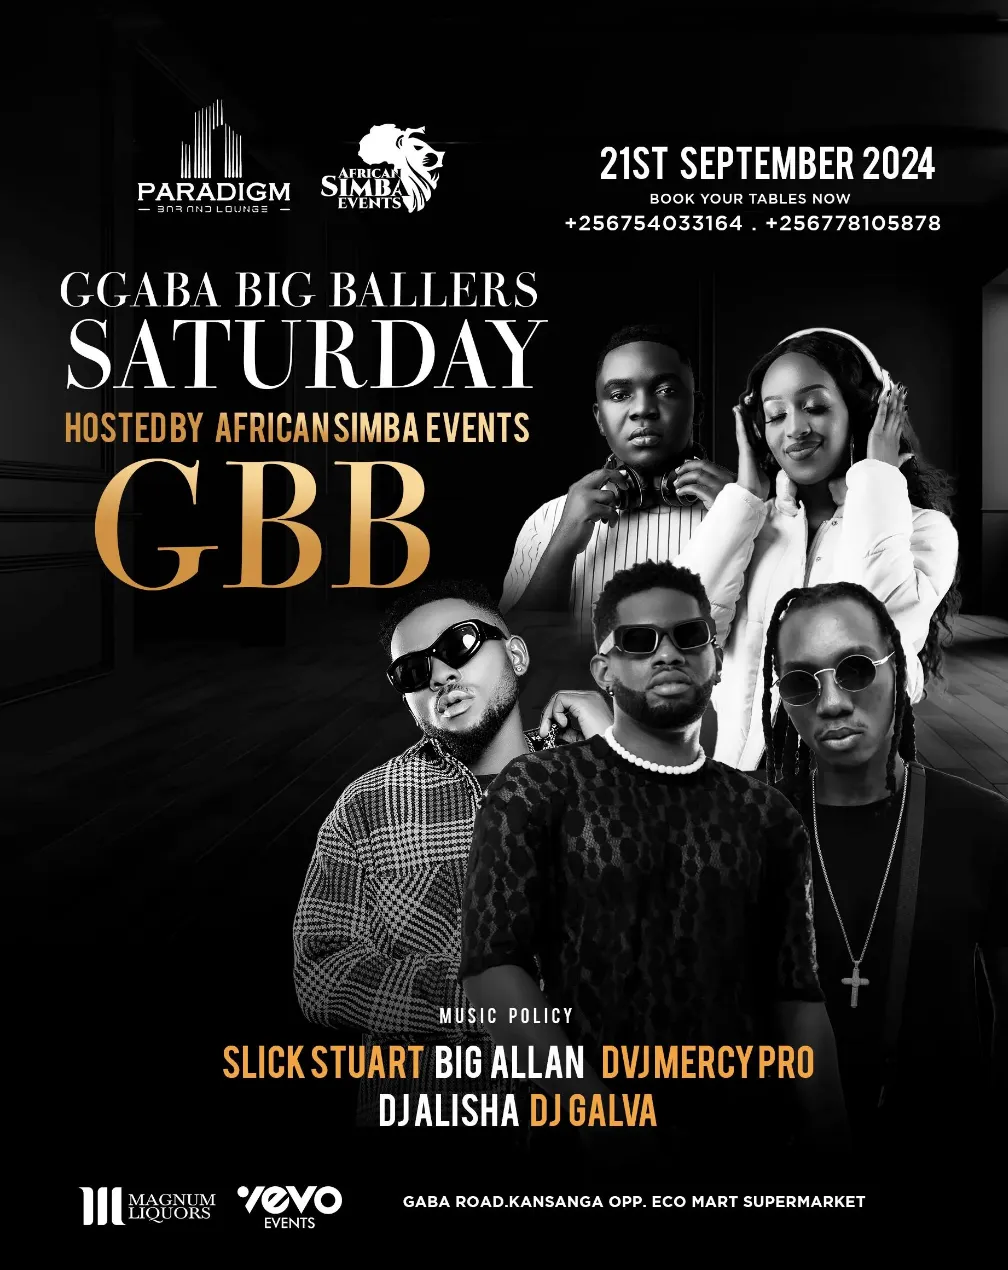 PARADIGM
BAR AND LOUNGE
AFRICAN
SIMBA
EVENTS
21ST SEPTEMBER 2024
BOOK YOUR TABLES NOW
+256754033164 . +256778105878
GGABA BIG BALLERS
SATURDAY
HOSTED BY AFRICAN SIMBA EVENTS
GBB
MUSIC POLICY
SLICK STUART BIG ALLAN DVJ MERCY PRO
DJ ALISHA DJ GALVA
MAGNUM
LIQUORS
YEVO
EVENTS
GABA ROAD.KANSANGA OPP. ECO MART SUPERMARKET